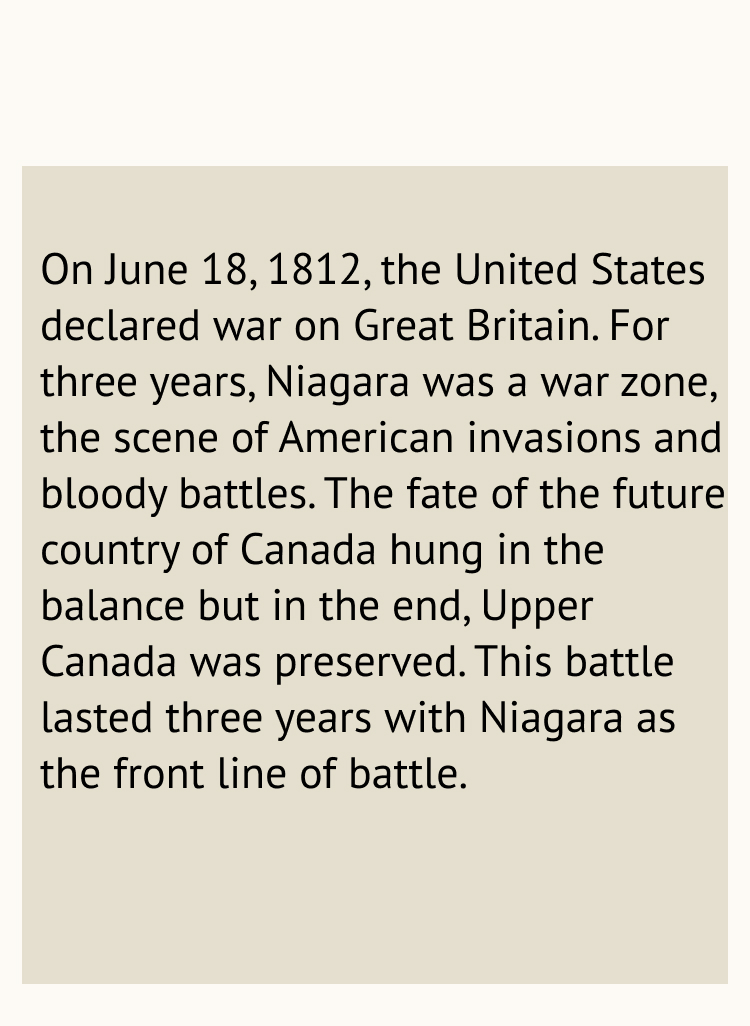 On June 18, 1812, the United States
declared war on Great Britain. For
three years, Niagara was a war zone,
the scene of American invasions and
bloody battles. The fate of the future
country of Canada hung in the
balance but in the end, Upper
Canada was preserved. This battle
lasted three years with Niagara as
the front line of battle.